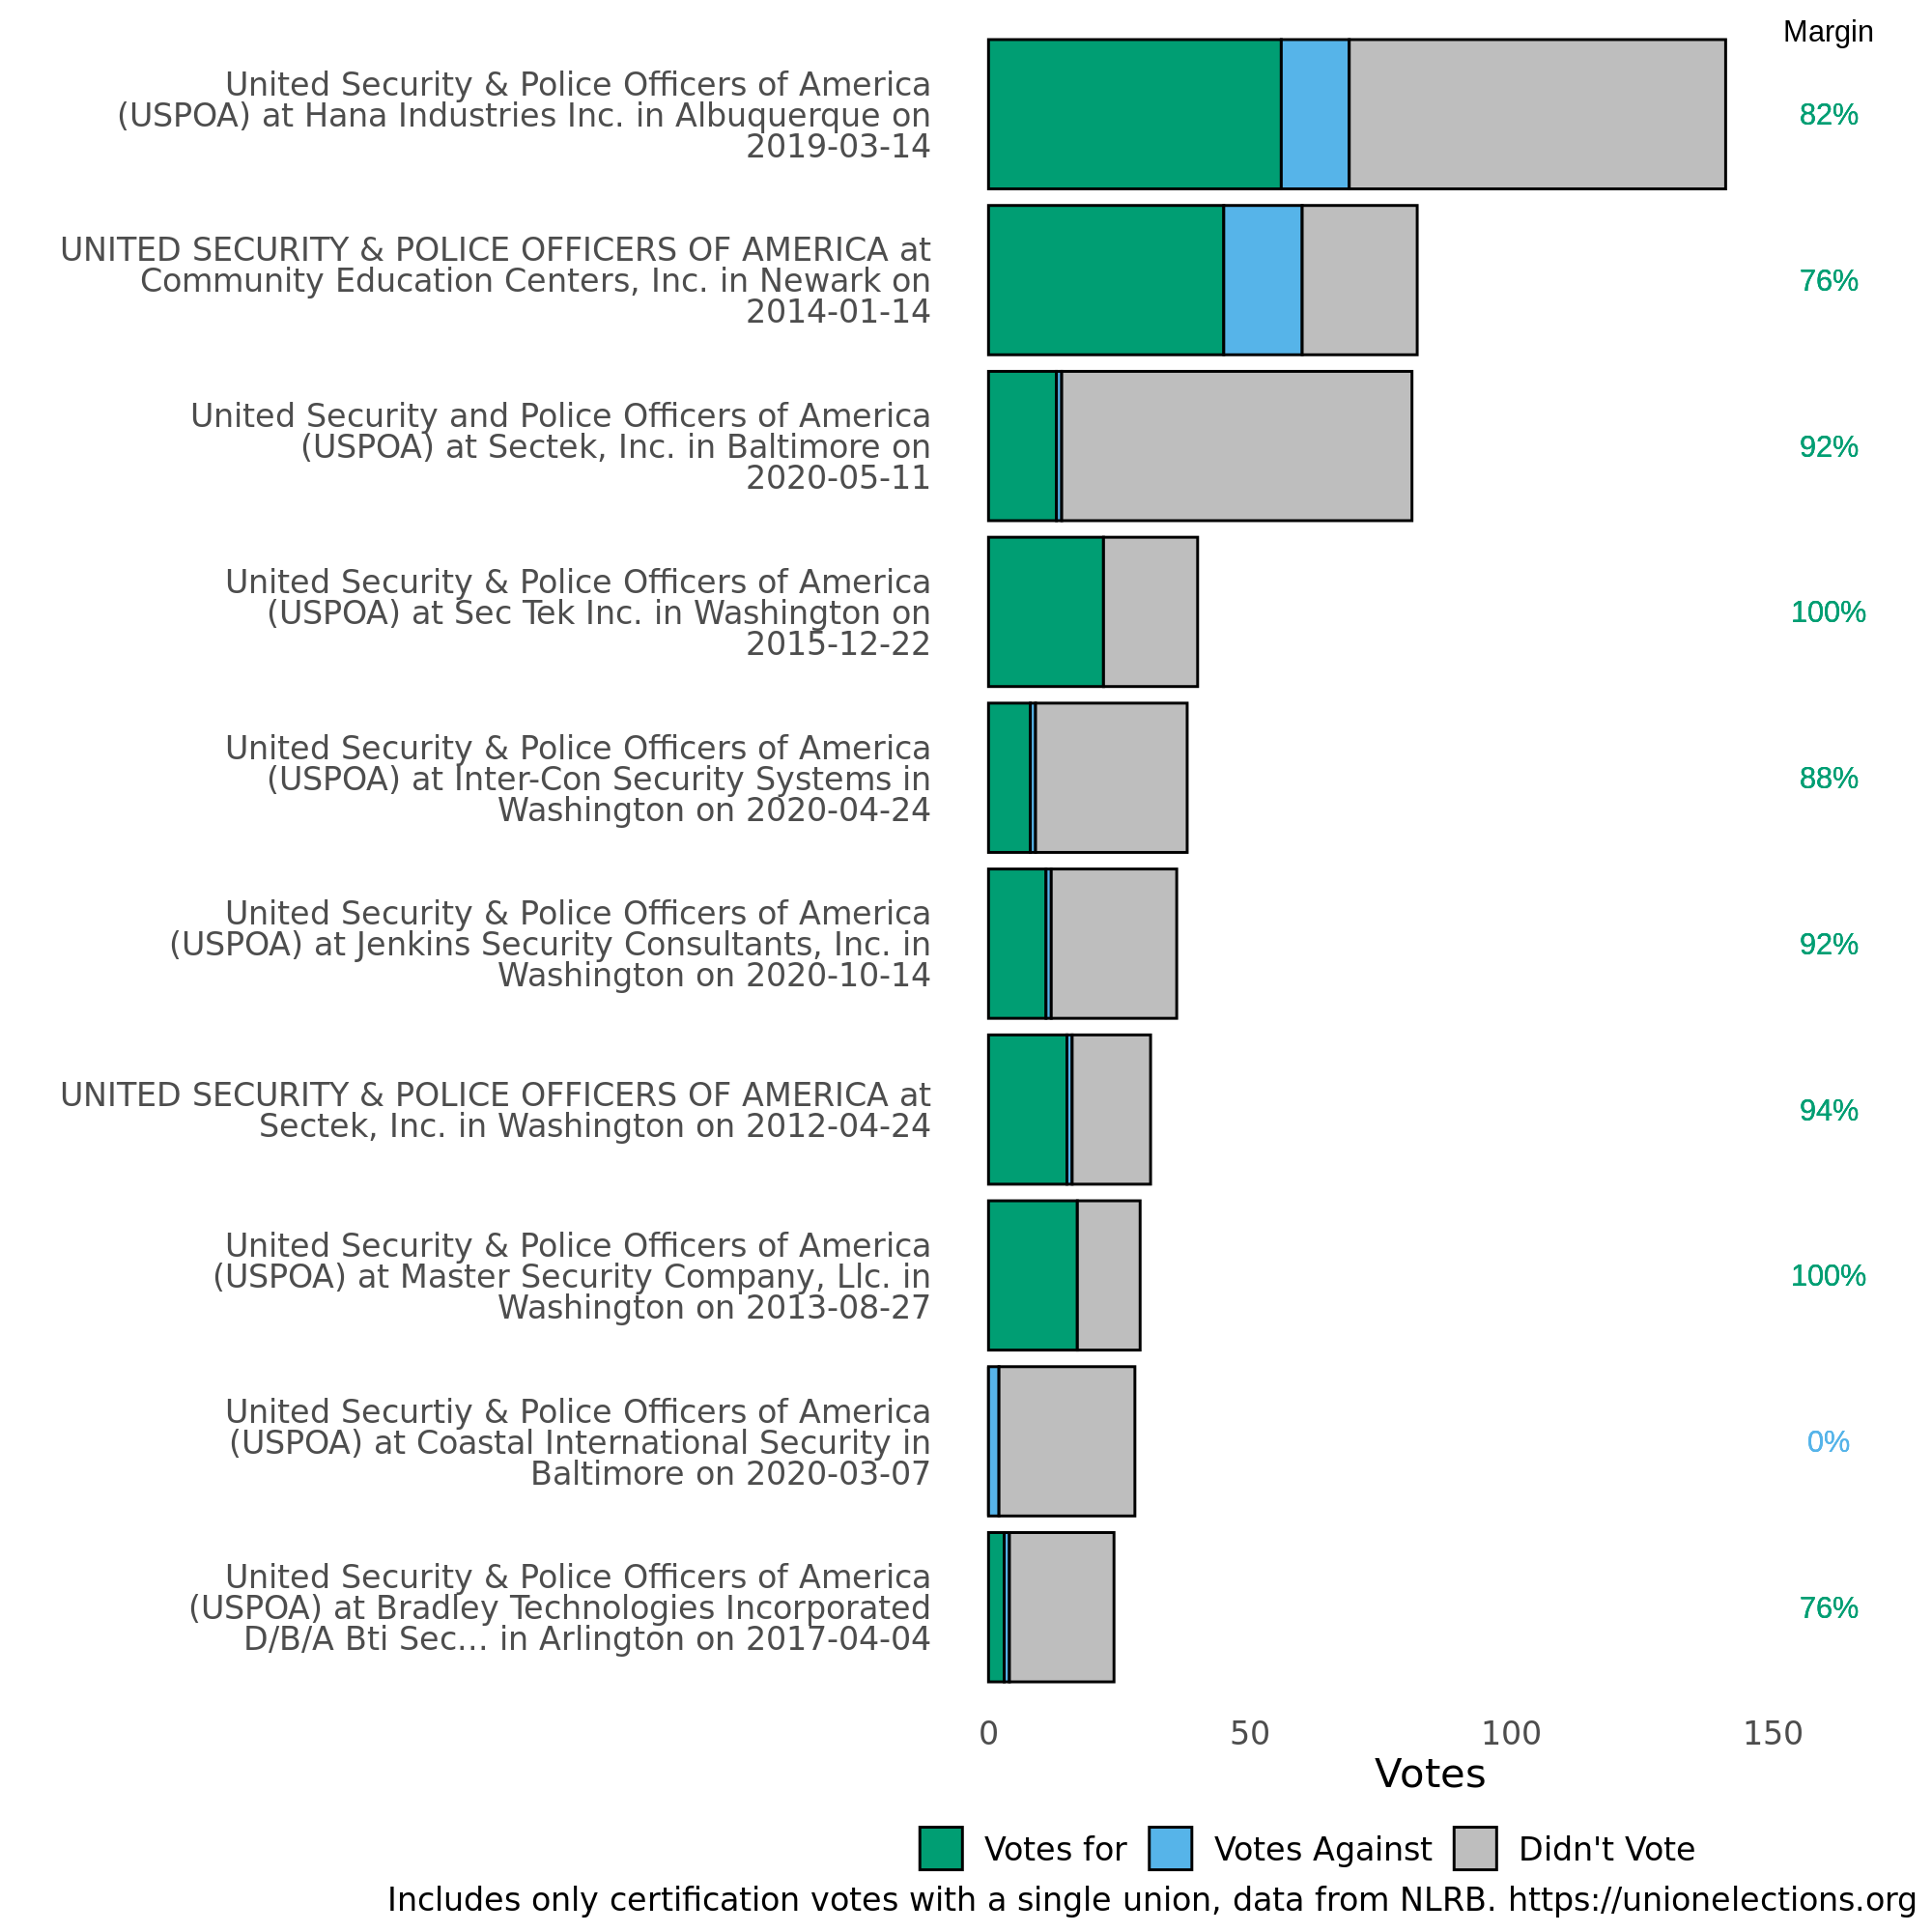 Margin
United Security & Police Officers of America
(USPOA) at Hana Industries Inc. in Albuquerque on
2019-03-14
82%
UNITED SECURITY & POLICE OFFICERS OF AMERICA at
Community Education Centers, Inc. in Newark on
2014-01-14
76%
United Security and Police Officers of America
(USPOA) at Sectek, Inc. in Baltimore on
2020-05-11
92%
United Security & Police Officers of America
(USPOA) at Sec Tek Inc. in Washington on
2015-12-22
100%
United Security & Police Officers of America
(USPOA) at Inter-Con Security Systems in
Washington on 2020-04-24
88%
United Security & Police Officers of America
(USPOA) at Jenkins Security Consultants, Inc. in
Washington on 2020-10-14
92%
UNITED SECURITY & POLICE OFFICERS OF AMERICA at
Sectek, Inc. in Washington on 2012-04-24
94%
United Security & Police Officers of America
(USPOA) at Master Security Company, Llc. in
Washington on 2013-08-27
100%
United Securtiy & Police Officers of America
(USPOA) at Coastal International Security in
Baltimore on 2020-03-07
0%
United Security & Police Officers of America
(USPOA) at Bradley Technologies Incorporated
D/B/A Bti Sec... in Arlington on 2017-04-04
76%
0 50 100 150
Votes
Votes for Votes Against Didn't Vote
Includes only certification votes with a single union, data from NLRB. https://unionelections.org